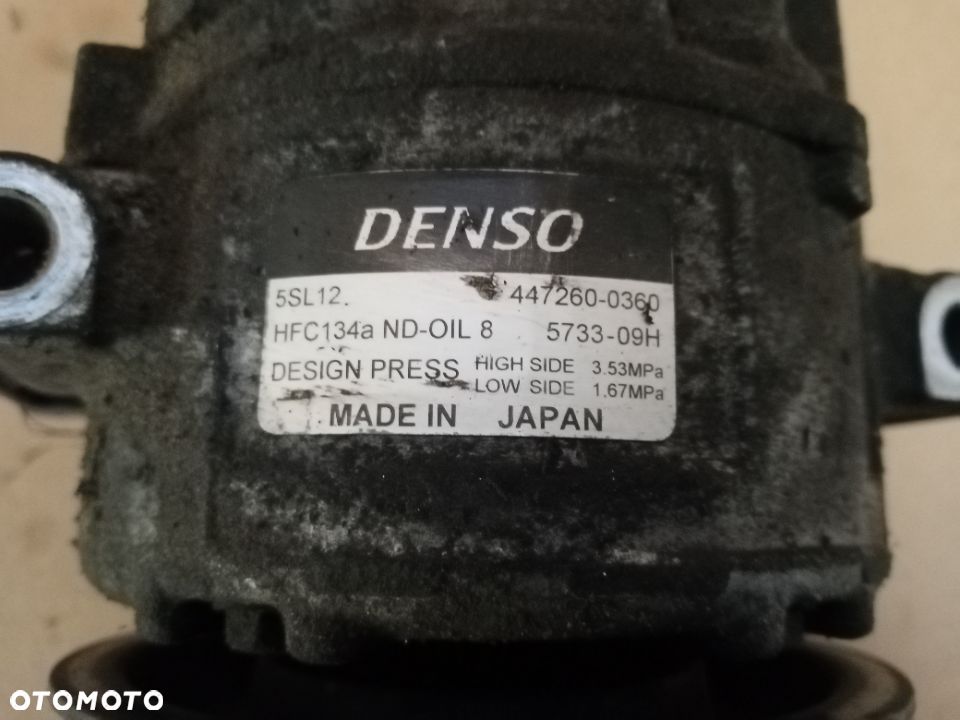 DENSO
5SL12. 447260-0360
HFC134a ND-OIL 8 5733-09H
DESIGN PRESS HIGH SIDE 3.53MPa
LOW SIDE 1.67MPa
MADE IN JAPAN
OTOMOTO